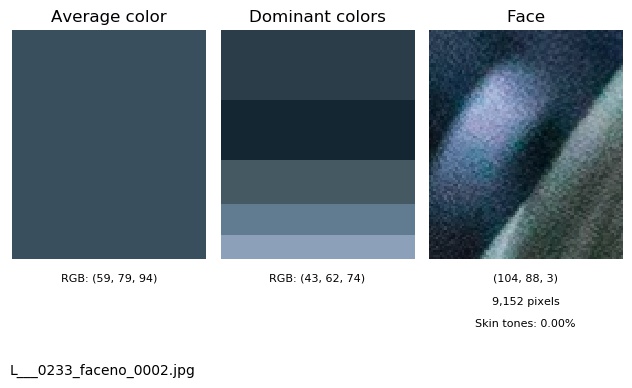 Average color
Dominant colors
Face
RGB: (59, 79, 94)
RGB: (43, 62, 74)
(104, 88, 3)
9,152 pixels
Skin tones: 0.00%
L___0233_faceno_0002.jpg